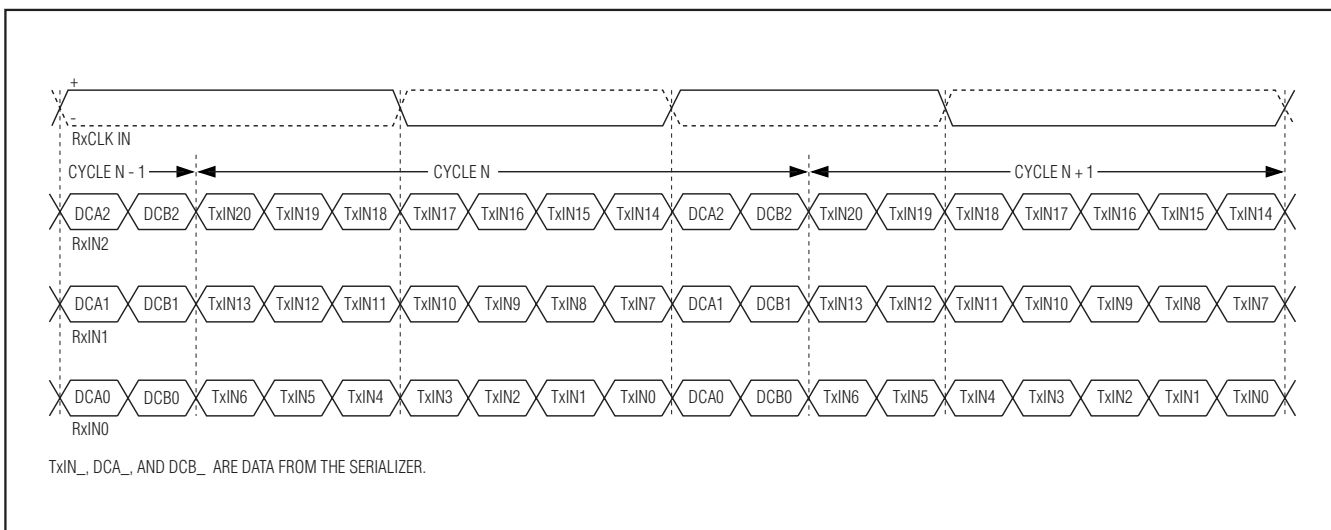 +
-
RxCLK IN
CYCLE N - 1 CYCLE N CYCLE N + 1
DCA2 DCB2 TxIN20 TxIN19 TxIN18 TxIN17 TxIN16 TxIN15 TxIN14 DCA2 DCB2 TxIN20 TxIN19 TxIN18 TxIN17 TxIN16 TxIN15 TxIN14
RxIN2
DCA1 DCB1 TxIN13 TxIN12 TxIN11 TxIN10 TxIN9 TxIN8 TxIN7 DCA1 DCB1 TxIN13 TxIN12 TxIN11 TxIN10 TxIN9 TxIN8 TxIN7
RxIN1
DCA0 DCB0 TxIN6 TxIN5 TxIN4 TxIN3 TxIN2 TxIN1 TxIN0 DCA0 DCB0 TxIN6 TxIN5 TxIN4 TxIN3 TxIN2 TxIN1 TxIN0
RxIN0
TxIN_, DCA_, AND DCB_ ARE DATA FROM THE SERIALIZER.